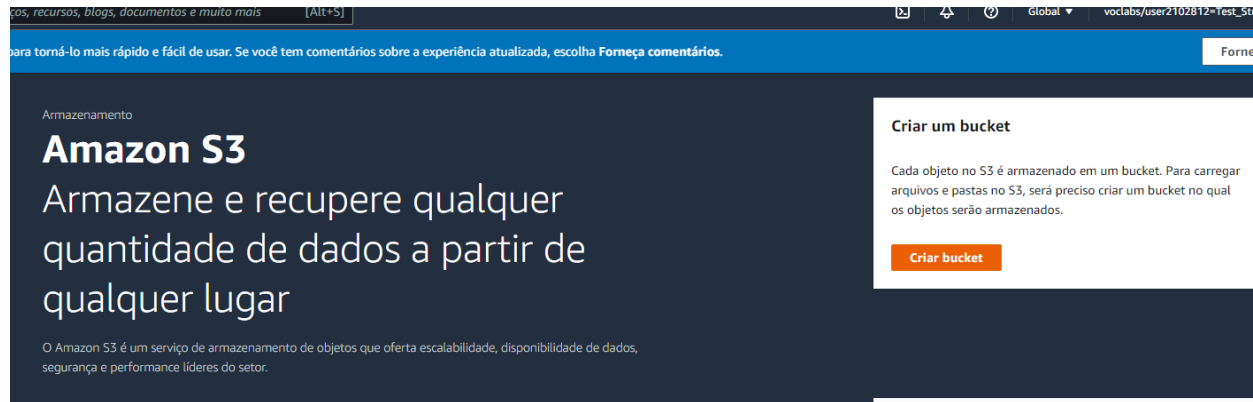 ços, recursos, blogs, documentos e muito mais [Alt+S] Global ▼ voclabs/user2102812=Test_Stu
para torná-lo mais rápido e fácil de usar. Se você tem comentários sobre a experiência atualizada, escolha Forneça comentários. Forne
Armazenamento
Amazon S3
Armazene e recupere qualquer
quantidade de dados a partir de
qualquer lugar
O Amazon S3 é um serviço de armazenamento de objetos que oferta escalabilidade, disponibilidade de dados,
segurança e performance líderes do setor.
Criar um bucket
Cada objeto no S3 é armazenado em um bucket. Para carregar
arquivos e pastas no S3, será preciso criar um bucket no qual
os objetos serão armazenados.
Criar bucket